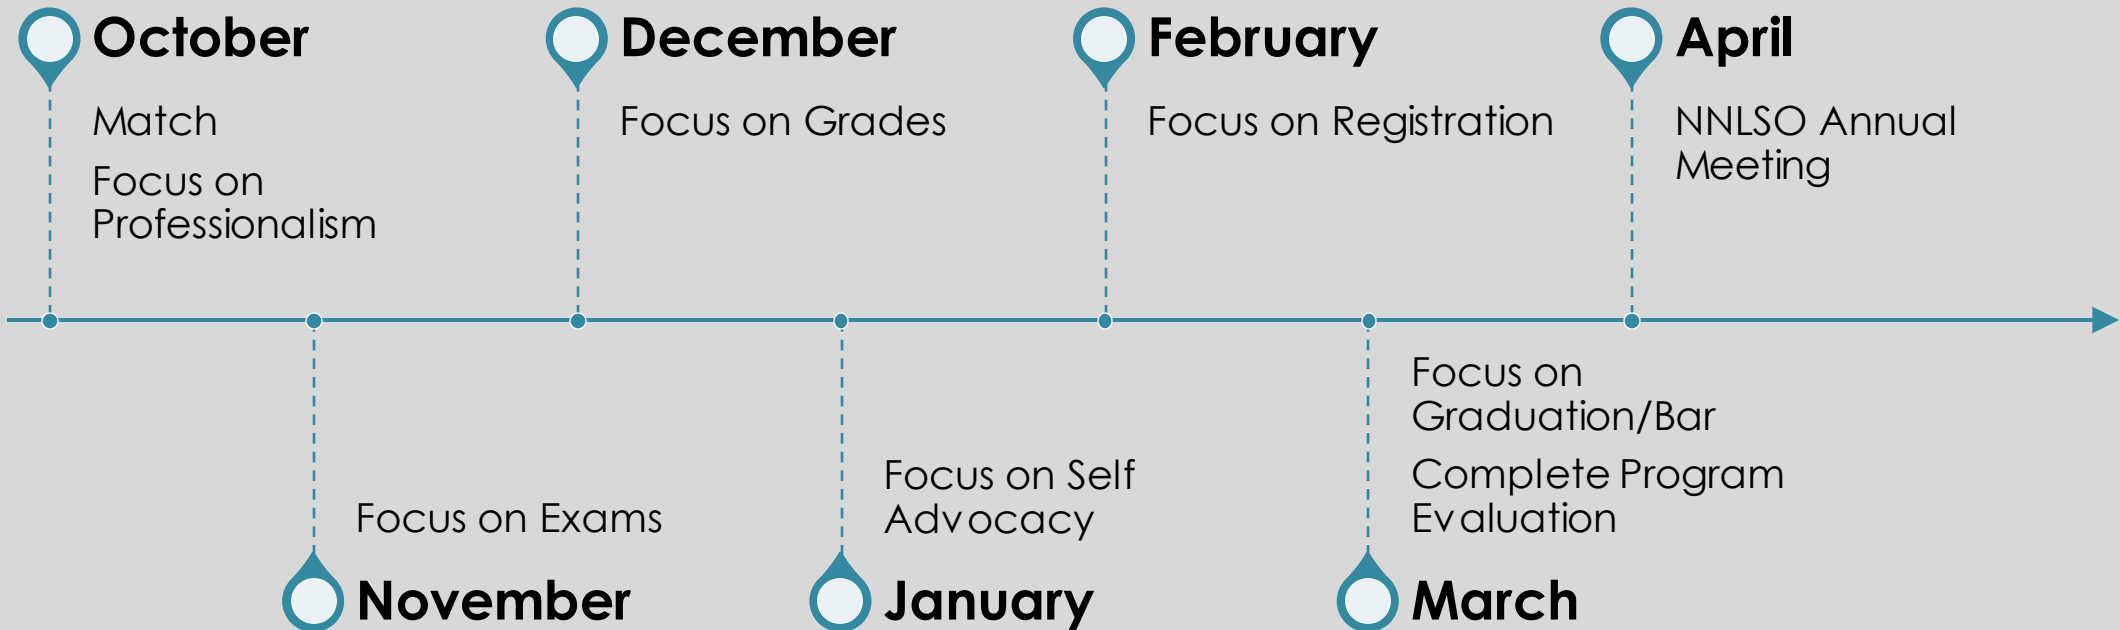 October
Match
Focus on
Professionalism
Focus on Exams
November
December
Focus on Grades
Focus on Self
Advocacy
January
February
Focus on Registration
Focus on
Graduation/Bar
Complete Program
Evaluation
March
April
NNLSO Annual
Meeting